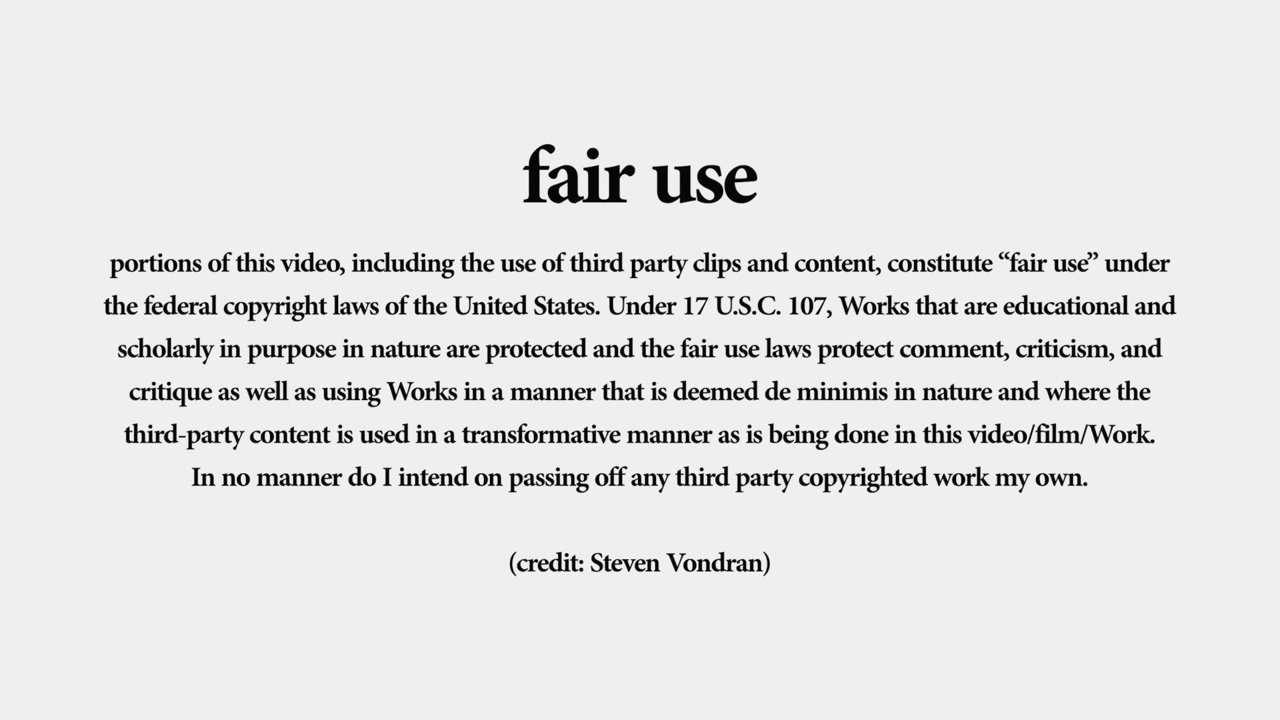 fair use
portions of this video, including the use of third party clips and content, constitute “fair use” under
the federal copyright laws of the United States. Under 17 U.S.C. 107, Works that are educational and
scholarly in purpose in nature are protected and the fair use laws protect comment, criticism, and
critique as well as using Works in a manner that is deemed de minimis in nature and where the
third-party content is used in a transformative manner as is being done in this video/film/Work.
In no manner do I intend on passing off any third party copyrighted work my own.
(credit: Steven Vondran)